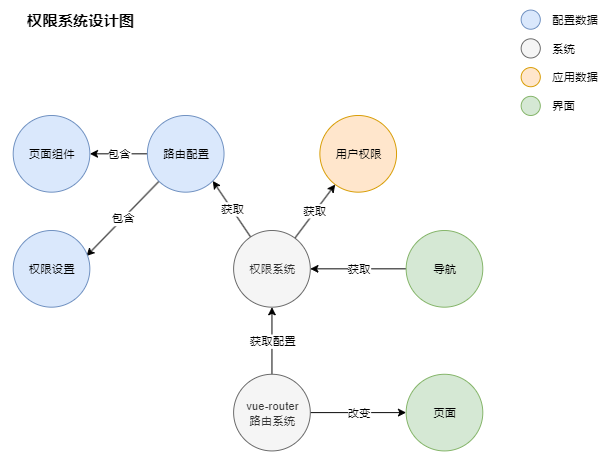 权限系统设计图
配置数据
系统
应用数据
界面
页面组件
包含
路由配置
用户权限
包含
获取
获取
权限设置
权限系统
获取
导航
获取配置
vue-router
路由系统
改变
页面